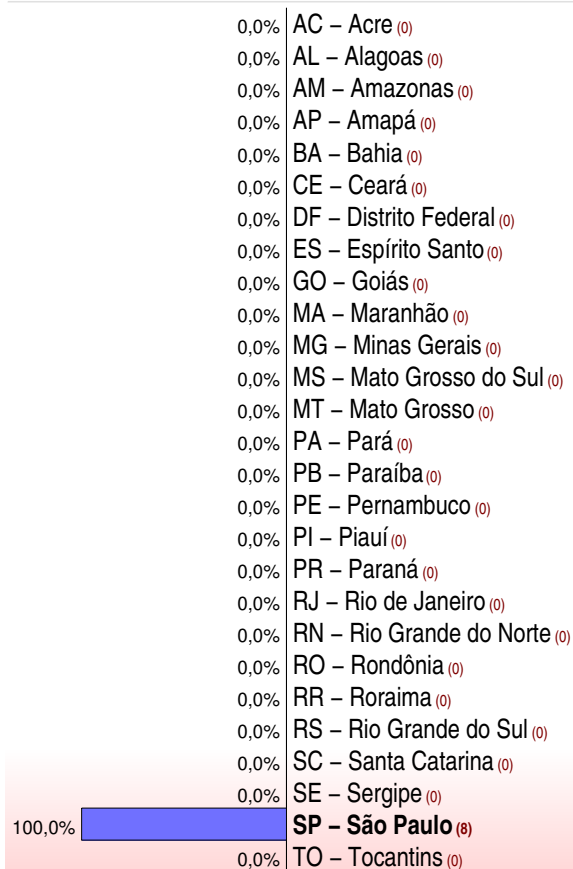 0,0% AC – Acre (0)
0,0% AL – Alagoas (0)
0,0% AM – Amazonas (0)
0,0% AP – Amapá (0)
0,0% BA – Bahia (0)
0,0% CE – Ceará (0)
0,0% DF – Distrito Federal (0)
0,0% ES – Espírito Santo (0)
0,0% GO – Goiás (0)
0,0% MA – Maranhão (0)
0,0% MG – Minas Gerais (0)
0,0% MS – Mato Grosso do Sul (0)
0,0% MT – Mato Grosso (0)
0,0% PA – Pará (0)
0,0% PB – Paraíba (0)
0,0% PE – Pernambuco (0)
0,0% PI – Piauí (0)
0,0% PR – Paraná (0)
0,0% RJ – Rio de Janeiro (0)
0,0% RN – Rio Grande do Norte (0)
0,0% RO – Rondônia (0)
0,0% RR – Roraima (0)
0,0% RS – Rio Grande do Sul (0)
0,0% SC – Santa Catarina (0)
0,0% SE – Sergipe (0)
100,0% SP – São Paulo (8)
0,0% TO – Tocantins (0)